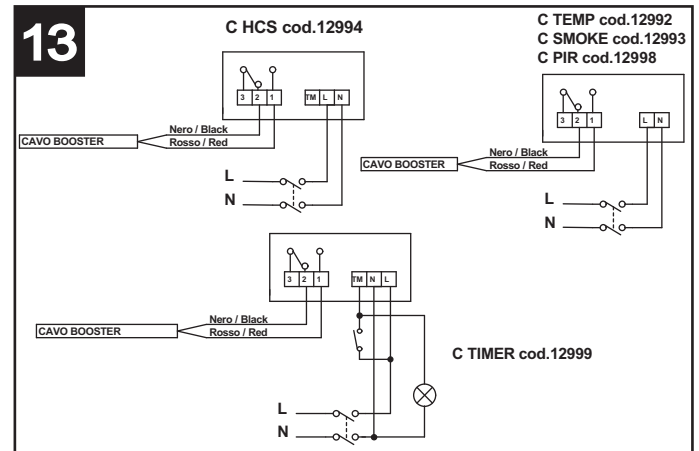 13
C HCS cod.12994
3 2 1 TM L N
Nero / Black
CAVO BOOSTER
Rosso / Red
L
N
C TEMP cod.12992
C SMOKE cod.12993
C PIR cod.12998
3 2 1 L N
Nero / Black
CAVO BOOSTER
Rosso / Red
L
N
3 2 1 TM N L
Nero / Black
CAVO BOOSTER
Rosso / Red
C TIMER cod.12999
L
N